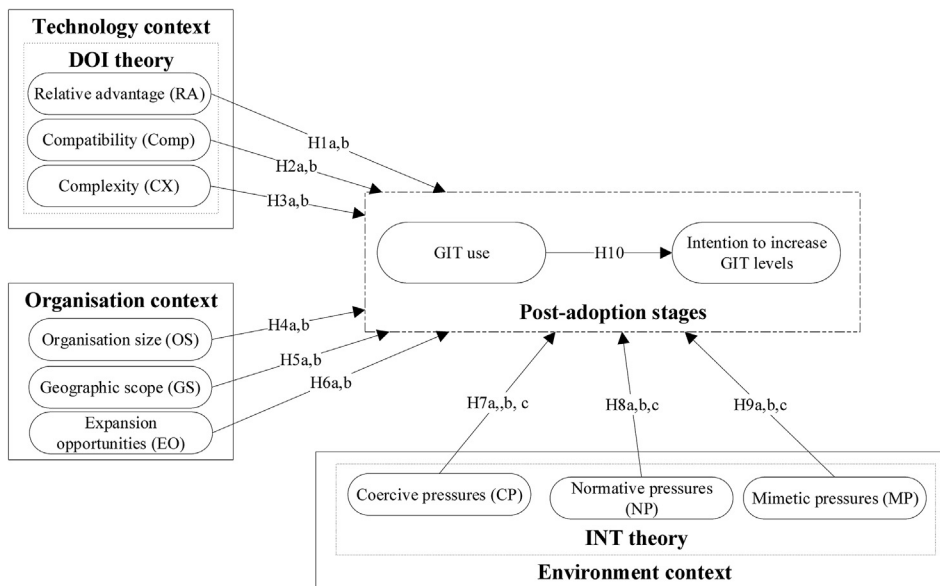 Technology context
DOI theory
Relative advantage (RA)
Compatibility (Comp)
Complexity (CX)
H1a,b
H2a,b
H3a,b
GIT use
H10
Intention to increase
GIT levels
Post-adoption stages
Organisation context
Organisation size (OS)
Geographic scope (GS)
Expansion
opportunities (EO)
H4a,b
H5a,b
H6a,b
H7a,,b, c
H8a,b,c
H9a,b,c
Coercive pressures (CP)
Normative pressures
(NP)
Mimetic pressures (MP)
INT theory
Environment context